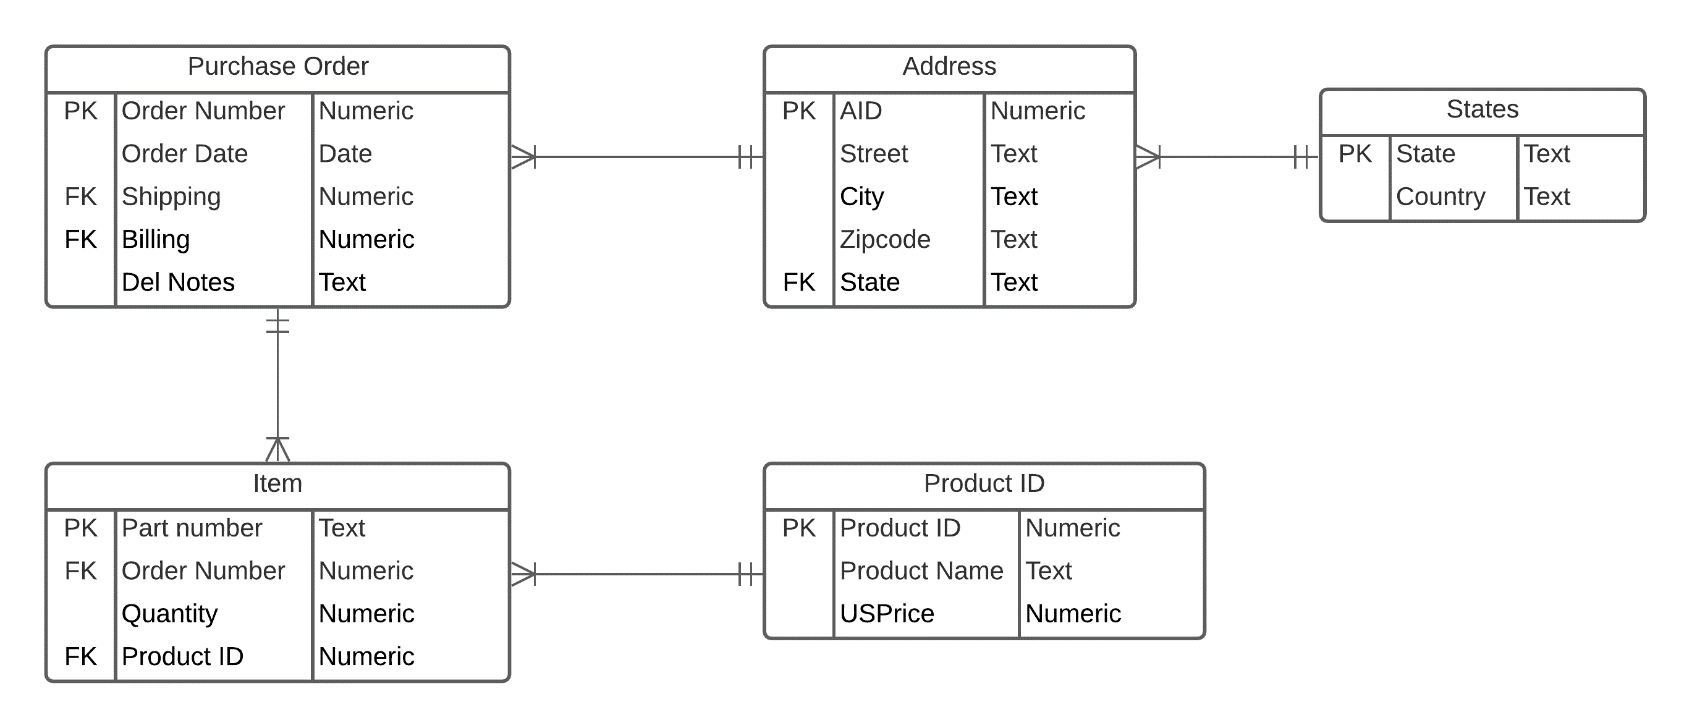 Purchase Order
PK Order Number Numeric
Order Date Date
FK Shipping Numeric
FK Billing Numeric
Del Notes Text
Address
PK AID Numeric
Street Text
City Text
Zipcode Text
FK State Text
States
PK State Text
Country Text
Item
PK Part number Text
FK Order Number Numeric
Quantity Numeric
FK Product ID Numeric
Product ID
PK Product ID Numeric
Product Name Text
USPrice Numeric